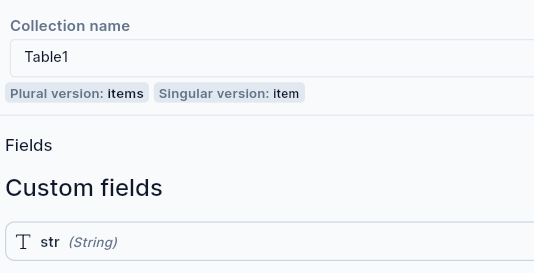 Collection name
Table1
Plural version: items Singular version: item
Fields
Custom fields
str (String)